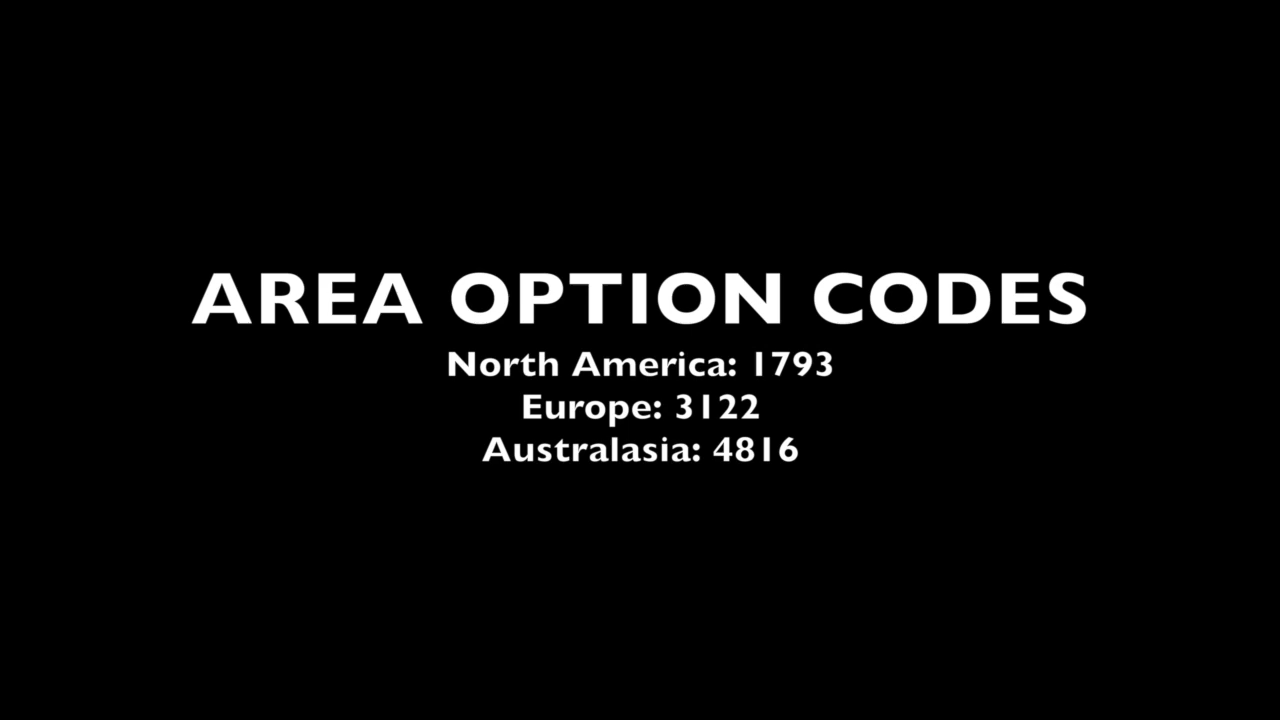 AREA OPTION CODES
North America: 1793
Europe: 3122
Australasia: 4816